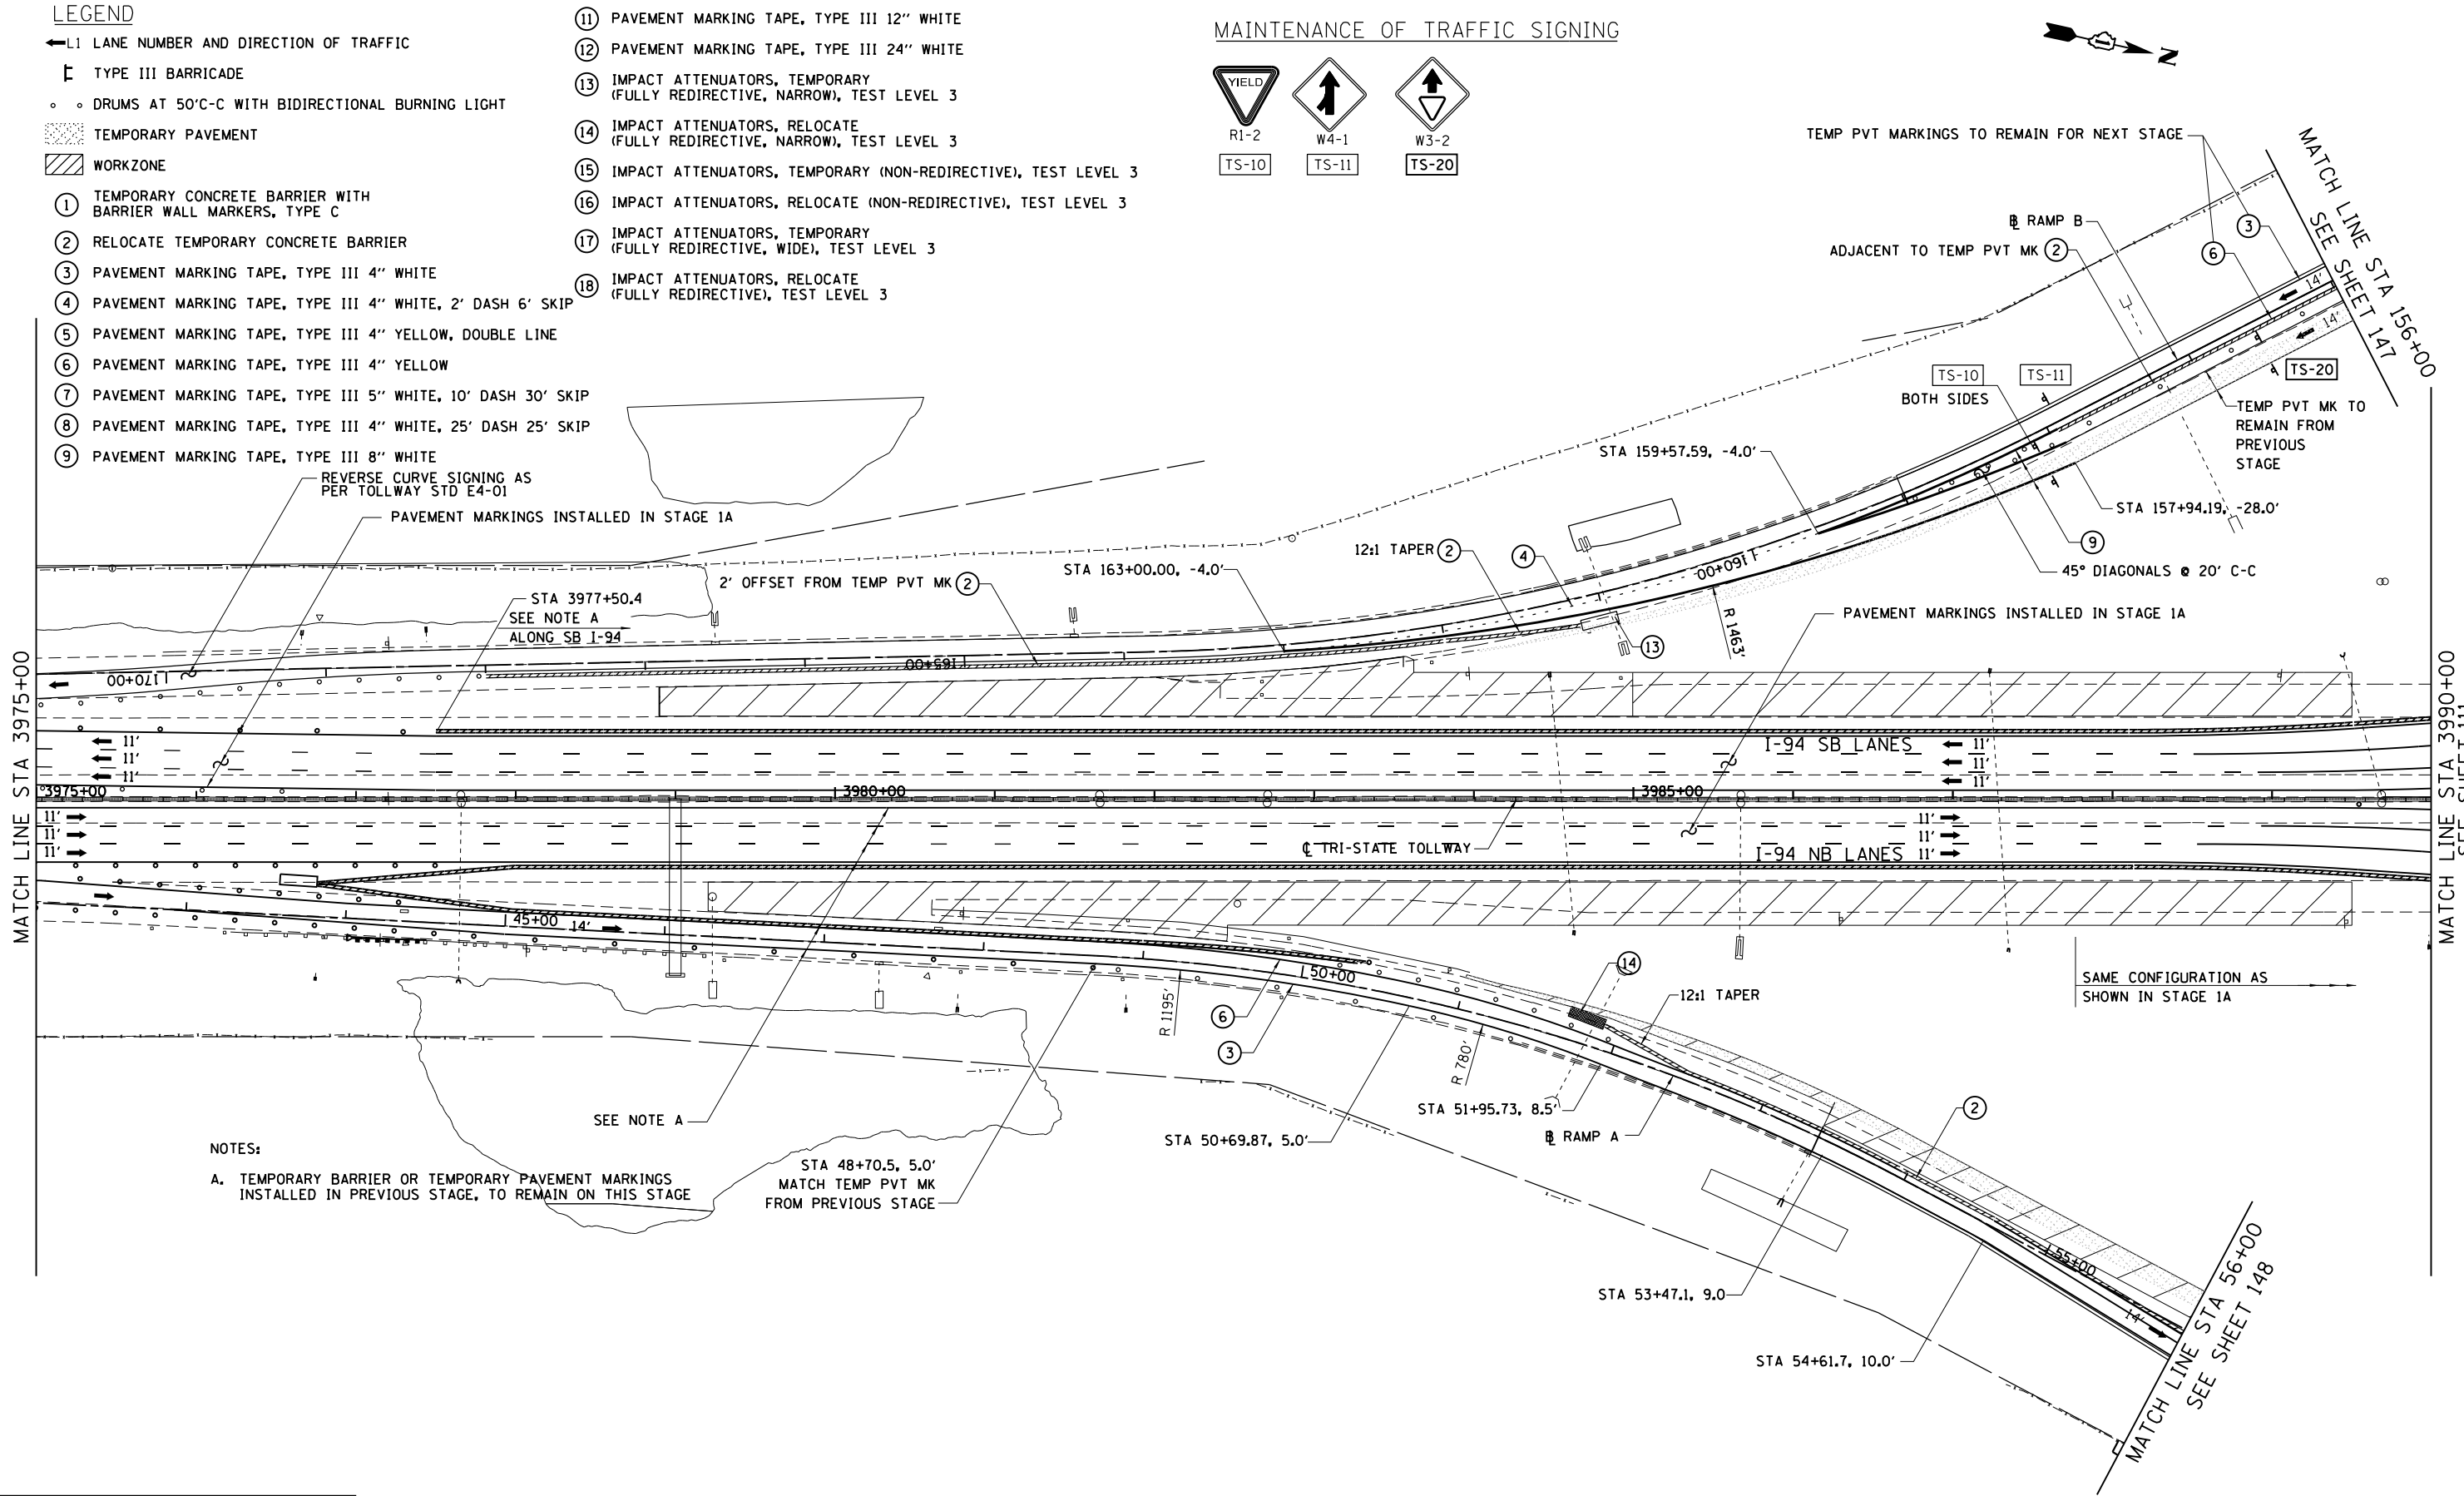 LEGEND
L1 LANE NUMBER AND DIRECTION OF TRAFFIC
TYPE III BARRICADE
DRUMS AT 50'C-C WITH BIDIRECTIONAL BURNING LIGHT
TEMPORARY PAVEMENT
WORKZONE
1 TEMPORARY CONCRETE BARRIER WITH
BARRIER WALL MARKERS, TYPE C
2 RELOCATE TEMPORARY CONCRETE BARRIER
3 PAVEMENT MARKING TAPE, TYPE III 4" WHITE
4 PAVEMENT MARKING TAPE, TYPE III 4" WHITE, 2' DASH 6' SKIP
5 PAVEMENT MARKING TAPE, TYPE III 4" YELLOW, DOUBLE LINE
6 PAVEMENT MARKING TAPE, TYPE III 4" YELLOW
7 PAVEMENT MARKING TAPE, TYPE III 5" WHITE, 10' DASH 30' SKIP
8 PAVEMENT MARKING TAPE, TYPE III 4" WHITE, 25' DASH 25' SKIP
9 PAVEMENT MARKING TAPE, TYPE III 8" WHITE
11 PAVEMENT MARKING TAPE, TYPE III 12" WHITE
12 PAVEMENT MARKING TAPE, TYPE III 24" WHITE
13 IMPACT ATTENUATORS, TEMPORARY
(FULLY REDIRECTIVE, NARROW), TEST LEVEL 3
14 IMPACT ATTENUATORS, RELOCATE
(FULLY REDIRECTIVE, NARROW), TEST LEVEL 3
15 IMPACT ATTENUATORS, TEMPORARY (NON-REDIRECTIVE), TEST LEVEL 3
16 IMPACT ATTENUATORS, RELOCATE (NON-REDIRECTIVE), TEST LEVEL 3
17 IMPACT ATTENUATORS, TEMPORARY
(FULLY REDIRECTIVE, WIDE), TEST LEVEL 3
18 IMPACT ATTENUATORS, RELOCATE
(FULLY REDIRECTIVE), TEST LEVEL 3
MAINTENANCE OF TRAFFIC SIGNING
YIELD
R1-2 W4-1 W3-2
TS-10 TS-11 TS-20
N
TEMP PVT MARKINGS TO REMAIN FOR NEXT STAGE
MATCH LINE STA 156+00
SEE SHEET 147
BL RAMP B
3
ADJACENT TO TEMP PVT MK 2
6
14'
14'
TS-20
TS-10 TS-11
BOTH SIDES
TEMP PVT MK TO
REMAIN FROM
PREVIOUS
STAGE
STA 159+57.59, -4.0'
STA 157+94.19, -28.0'
9
45° DIAGONALS @ 20' C-C
REVERSE CURVE SIGNING AS
PER TOLLWAY STD E4-01
PAVEMENT MARKINGS INSTALLED IN STAGE 1A
12:1 TAPER 2
4
STA 163+00.00, -4.0'
2' OFFSET FROM TEMP PVT MK 2
160+00
R 1463'
13
PAVEMENT MARKINGS INSTALLED IN STAGE 1A
STA 3977+50.4
SEE NOTE A
ALONG SB I-94
170+00
165+00
MATCH LINE STA 3975+00
MATCH LINE STA 3990+00
11'
11'
11'
I-94 SB LANES
11'
11'
11'
3975+00
3980+00
3985+00
11'
11'
11'
CL TRI-STATE TOLLWAY
I-94 NB LANES
11'
11'
11'
45+00
14'
50+00
R 1195'
6
3
14
12:1 TAPER
SAME CONFIGURATION AS
SHOWN IN STAGE 1A
R 780'
STA 51+95.73, 8.5'
BL RAMP A
2
SEE NOTE A
STA 50+69.87, 5.0'
NOTES:
A. TEMPORARY BARRIER OR TEMPORARY PAVEMENT MARKINGS
INSTALLED IN PREVIOUS STAGE, TO REMAIN ON THIS STAGE
STA 48+70.5, 5.0'
MATCH TEMP PVT MK
FROM PREVIOUS STAGE
STA 53+47.1, 9.0
55+00
14'
STA 54+61.7, 10.0'
MATCH LINE STA 56+00
SEE SHEET 148